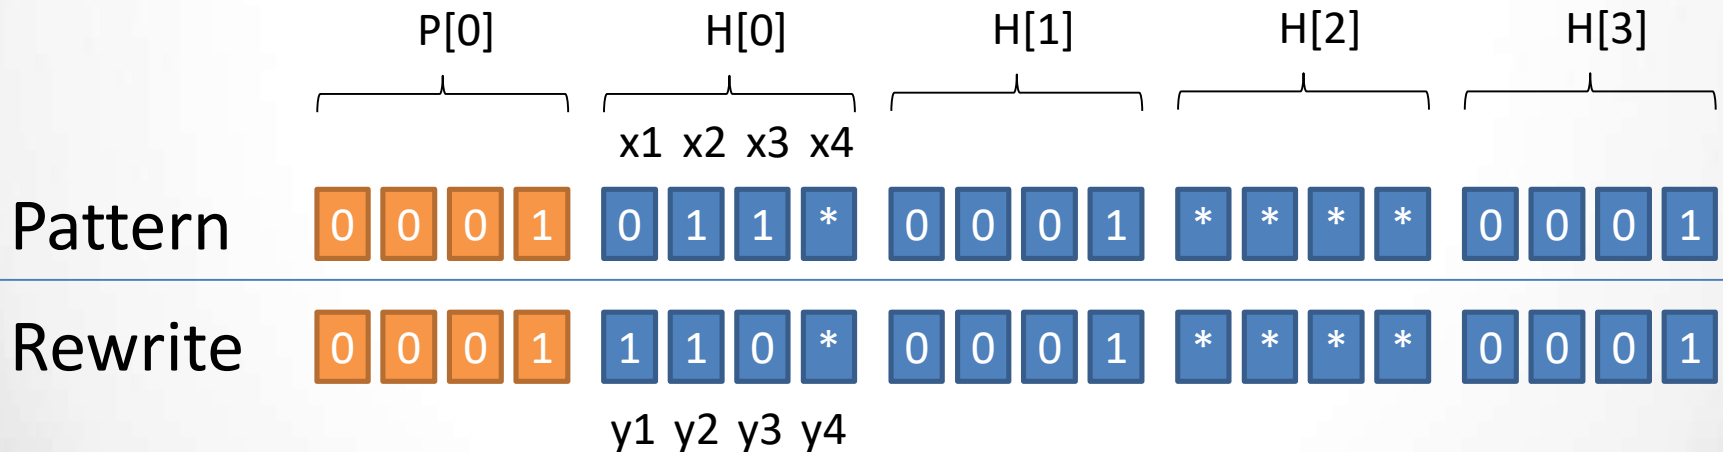 P[0] H[0] H[1] H[2] H[3]
x1 x2 x3 x4
Pattern 0 0 0 1 0 1 1 * 0 0 0 1 * * * * 0 0 0 1
Rewrite 0 0 0 1 1 1 0 * 0 0 0 1 * * * * 0 0 0 1
y1 y2 y3 y4